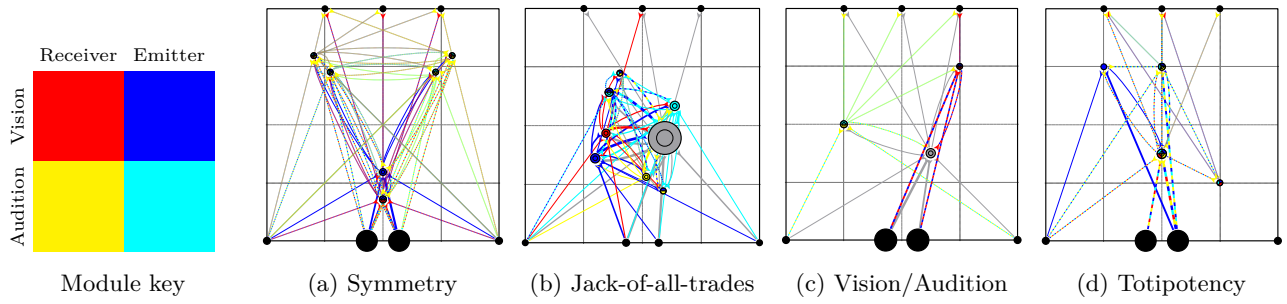 Receiver Emitter
Vision
Audition
Module key
(a) Symmetry
(b) Jack-of-all-trades
(c) Vision/Audition
(d) Totipotency